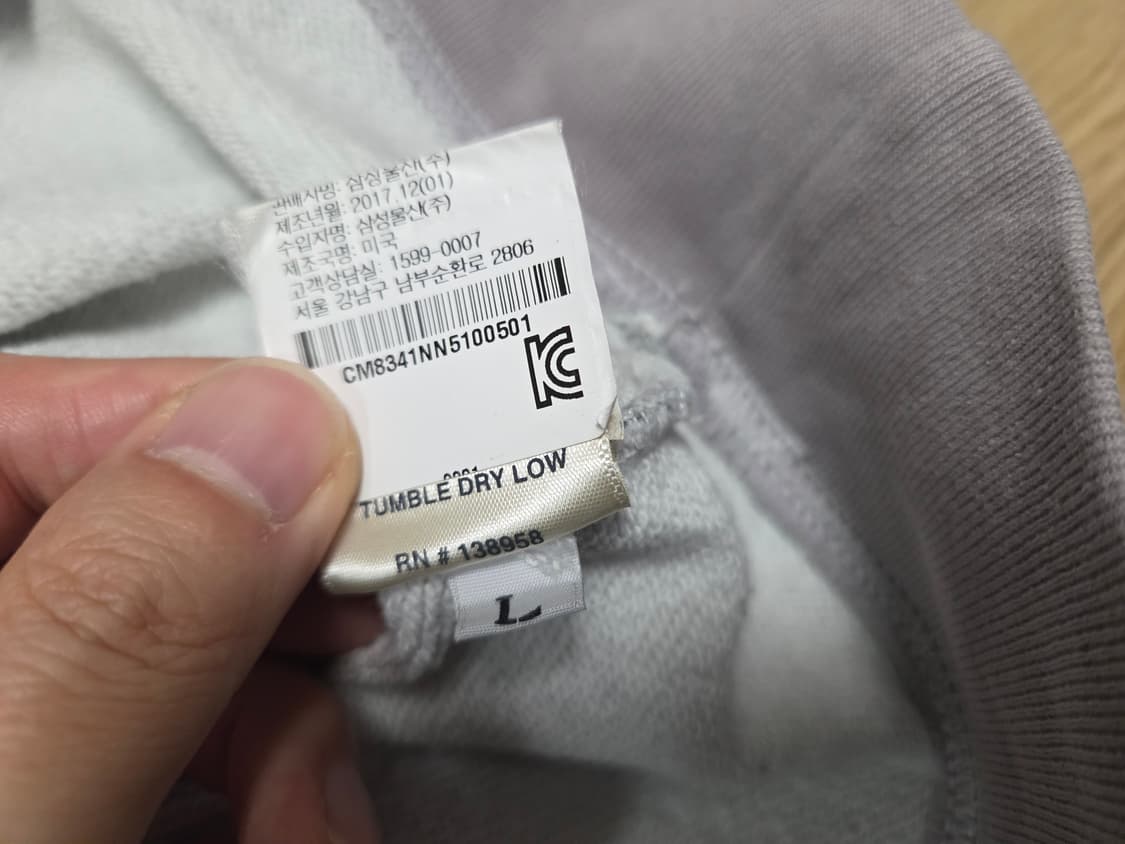 판매자명: 삼성물산(주)
제조년월: 2017.12(01)
수입자명: 삼성물산(주)
제조국명: 미국
고객상담실: 1599-0007
서울 강남구 남부순환로 2806
CM8341NN5100501
KC
TUMBLE DRY LOW
RN # 138958
L